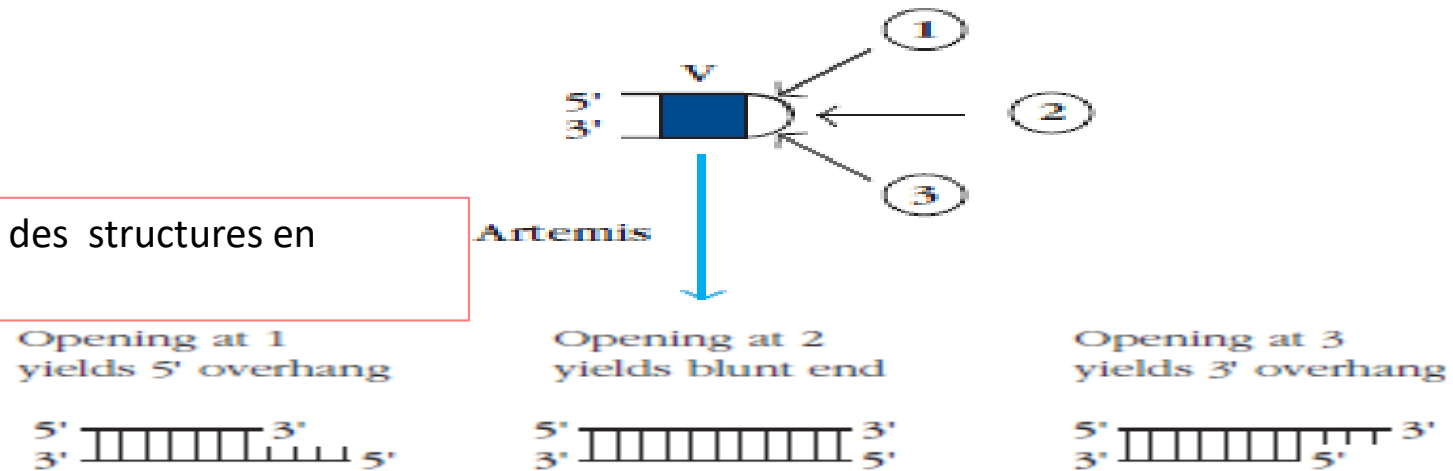 1
V
5'
2
3'
3
des structures en
Artemis
Opening at 1
yields 5' overhang
Opening at 2
yields blunt end
Opening at 3
yields 3' overhang
5' 3'
3' 5'
5' 3'
3' 5'
5' 3'
3' 5'